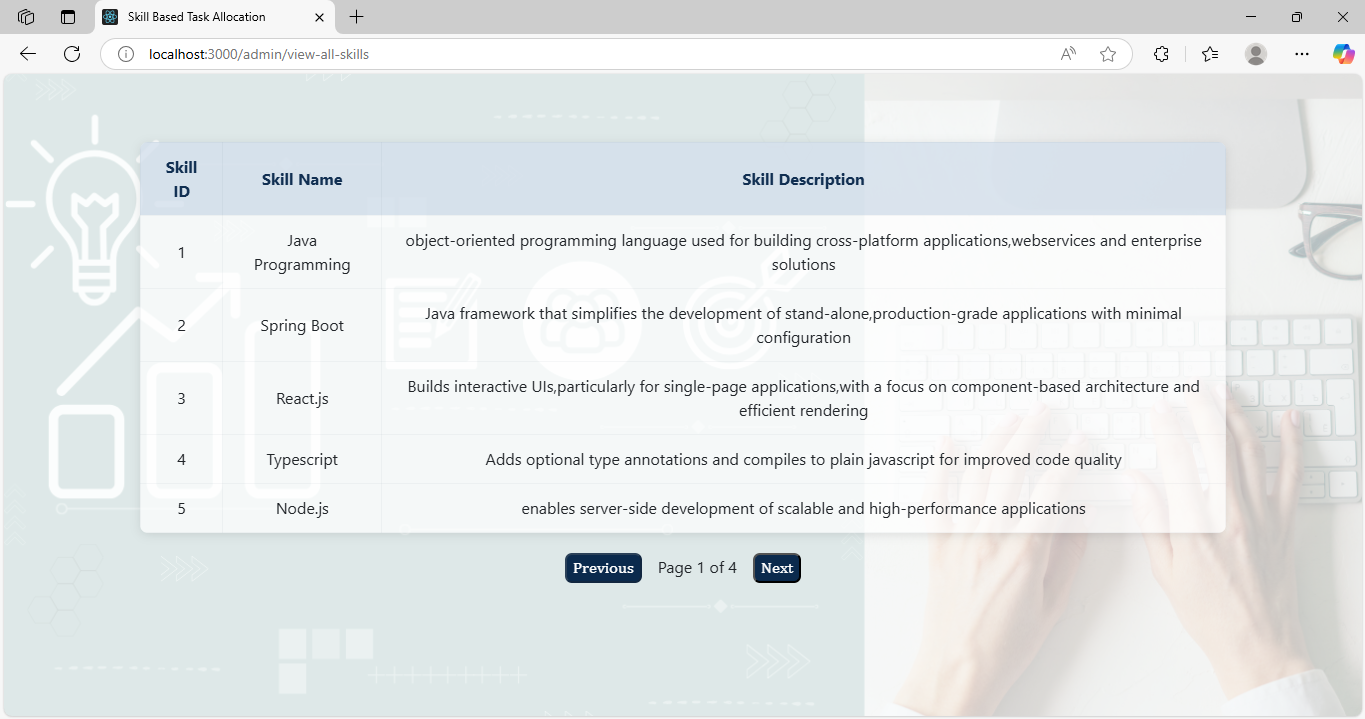 Skill Based Task Allocation
localhost:3000/admin/view-all-skills
Skill
ID
Skill Name
Skill Description
1
Java
Programming
object-oriented programming language used for building cross-platform applications,webservices and enterprise
solutions
2
Spring Boot
Java framework that simplifies the development of stand-alone,production-grade applications with minimal
configuration
3
React.js
Builds interactive UIs,particularly for single-page applications,with a focus on component-based architecture and
efficient rendering
4
Typescript
Adds optional type annotations and compiles to plain javascript for improved code quality
5
Node.js
enables server-side development of scalable and high-performance applications
Previous
Page 1 of 4
Next